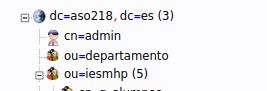 dc=aso218, dc=es (3)
cn=admin
ou=departamento
ou=iesmhp (5)